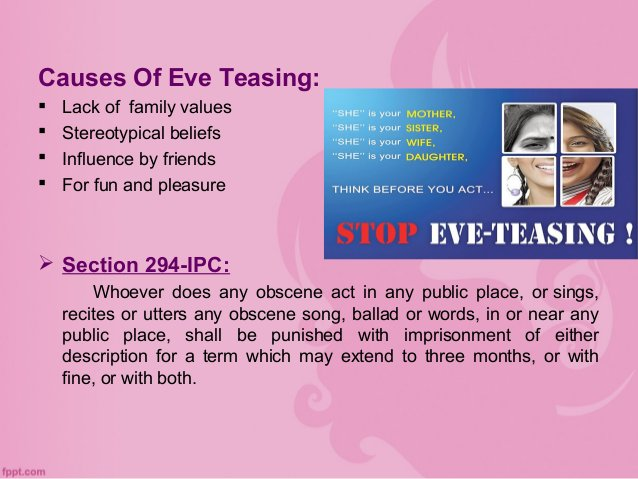 Causes Of Eve Teasing:
▪ Lack of family values
▪ Stereotypical beliefs
▪ Influence by friends
▪ For fun and pleasure
“SHE” is your MOTHER,
“SHE” is your SISTER,
“SHE” is your WIFE,
“SHE” is your DAUGHTER,
THINK BEFORE YOU ACT...
STOP EVE-TEASING !
➢ Section 294-IPC:
Whoever does any obscene act in any public place, or sings,
recites or utters any obscene song, ballad or words, in or near any
public place, shall be punished with imprisonment of either
description for a term which may extend to three months, or with
fine, or with both.
fppt.com